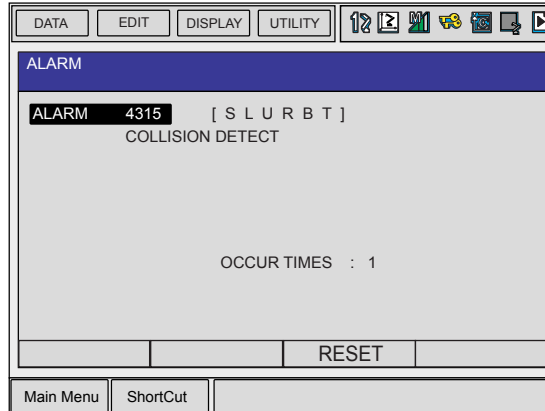 DATA EDIT DISPLAY UTILITY
ALARM
ALARM 4315 [ S L U R B T ]
COLLISION DETECT
OCCUR TIMES : 1
RESET
Main Menu ShortCut